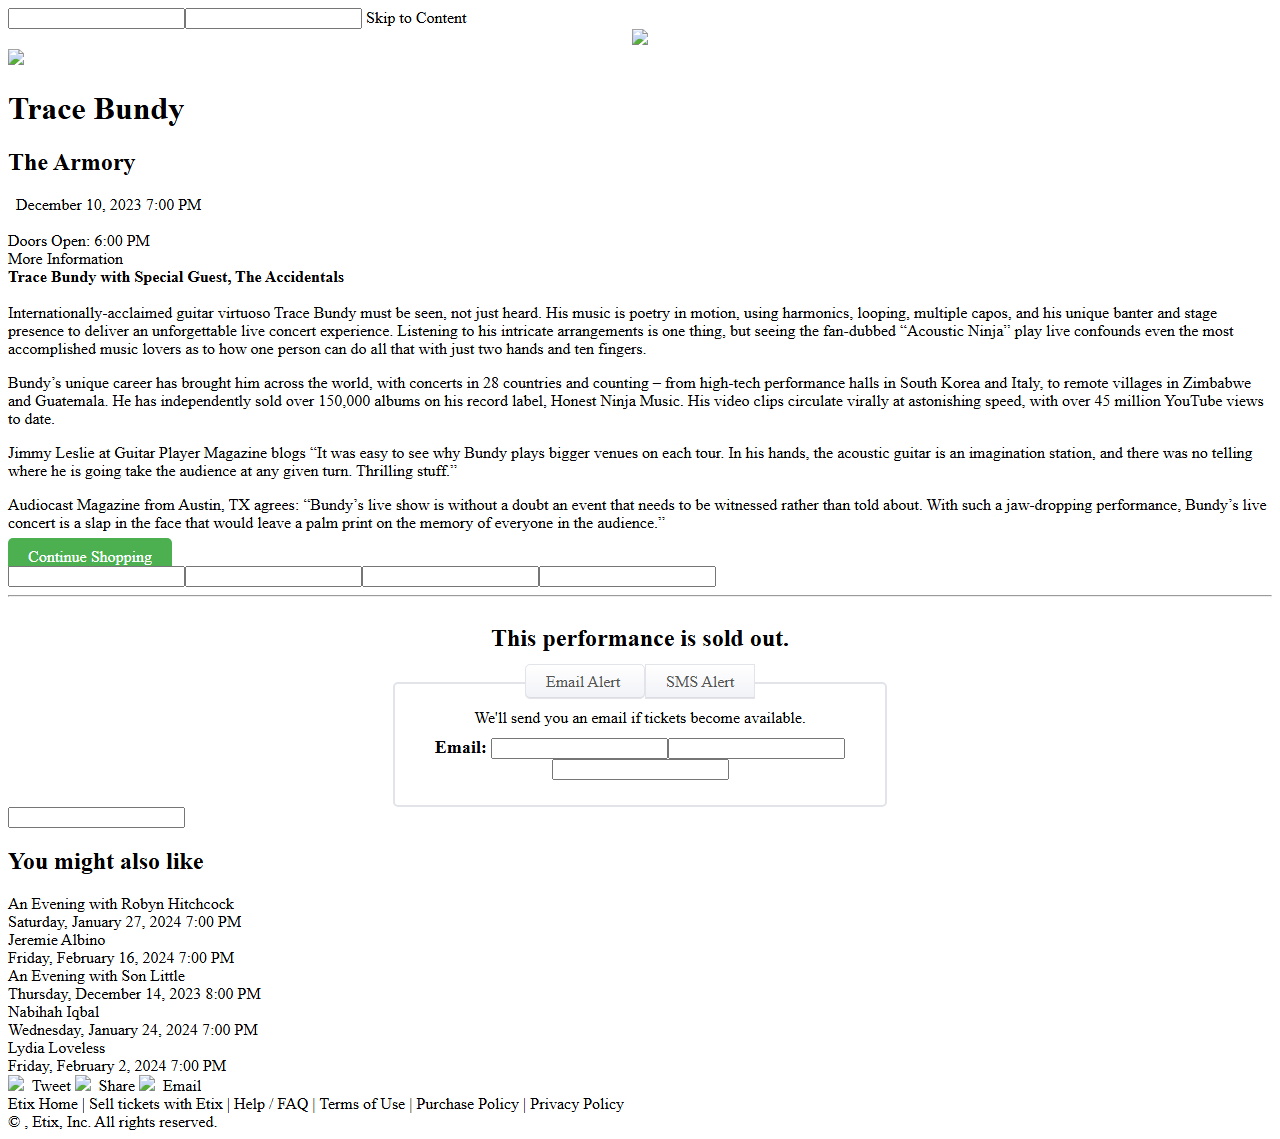 Skip to Content
Trace Bundy
The Armory
December 10, 2023 7:00 PM
Doors Open: 6:00 PM
More Information
Trace Bundy with Special Guest, The Accidentals
Internationally-acclaimed guitar virtuoso Trace Bundy must be seen, not just heard. His music is poetry in motion, using harmonics, looping, multiple capos, and his unique banter and stage
presence to deliver an unforgettable live concert experience. Listening to his intricate arrangements is one thing, but seeing the fan-dubbed “Acoustic Ninja” play live confounds even the most
accomplished music lovers as to how one person can do all that with just two hands and ten fingers.
Bundy’s unique career has brought him across the world, with concerts in 28 countries and counting – from high-tech performance halls in South Korea and Italy, to remote villages in Zimbabwe
and Guatemala. He has independently sold over 150,000 albums on his record label, Honest Ninja Music. His video clips circulate virally at astonishing speed, with over 45 million YouTube views
to date.
Jimmy Leslie at Guitar Player Magazine blogs “It was easy to see why Bundy plays bigger venues on each tour. In his hands, the acoustic guitar is an imagination station, and there was no telling
where he is going take the audience at any given turn. Thrilling stuff.”
Audiocast Magazine from Austin, TX agrees: “Bundy’s live show is without a doubt an event that needs to be witnessed rather than told about. With such a jaw-dropping performance, Bundy’s live
concert is a slap in the face that would leave a palm print on the memory of everyone in the audience.”
Continue Shopping
This performance is sold out.
Email Alert SMS Alert
We'll send you an email if tickets become available.
Email:
You might also like
An Evening with Robyn Hitchcock
Saturday, January 27, 2024 7:00 PM
Jeremie Albino
Friday, February 16, 2024 7:00 PM
An Evening with Son Little
Thursday, December 14, 2023 8:00 PM
Nabihah Iqbal
Wednesday, January 24, 2024 7:00 PM
Lydia Loveless
Friday, February 2, 2024 7:00 PM
Tweet Share Email
Etix Home | Sell tickets with Etix | Help / FAQ | Terms of Use | Purchase Policy | Privacy Policy
© , Etix, Inc. All rights reserved.